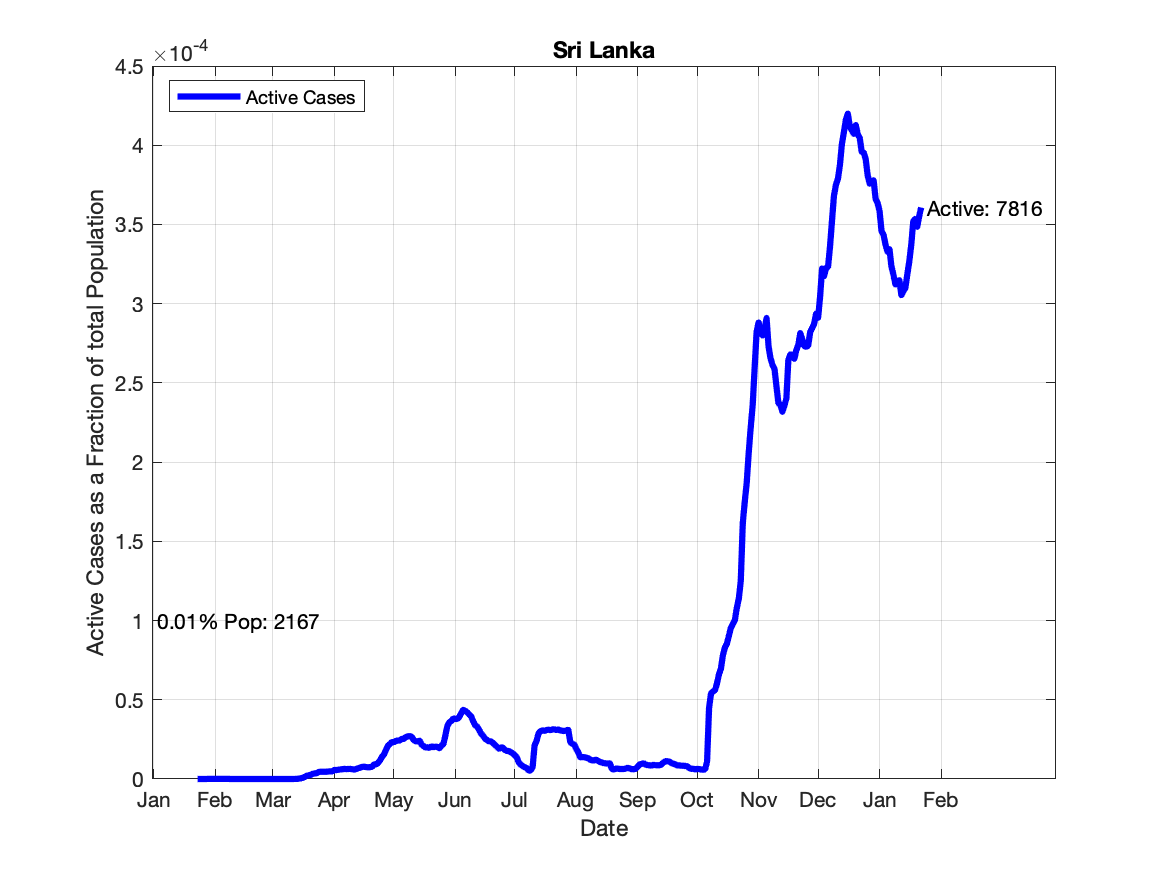 Sri Lanka
×10-4
4.5
4
3.5
3
2.5
2
1.5
1
0.5
0
Active Cases
Active: 7816
0.01% Pop: 2167
Active Cases as a Fraction of total Population
Jan Feb Mar Apr May Jun Jul Aug Sep Oct Nov Dec Jan Feb
Date